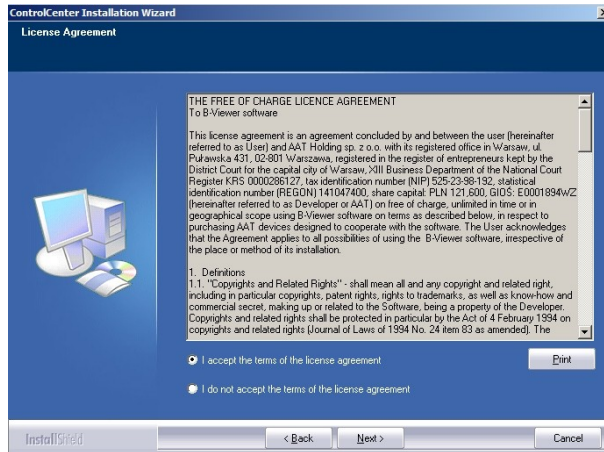 ControlCenter Installation Wizard
License Agreement
THE FREE OF CHARGE LICENCE AGREEMENT
To B-Viewer software
This license agreement is an agreement concluded by and between the user (hereinafter
referred to as User) and AAT Holding sp. z o.o. with its registered office in Warsaw, ul.
Puławska 431, 02-801 Warszawa, registered in the register of entrepreneurs kept by the
District Court for the capital city of Warsaw, XIII Business Department of the National Court
Register KRS 0000286127, tax identification number (NIP) 525-23-98-192, statistical
identification number (REGON) 141047400, share capital: PLN 121,600, GIOS: E0001894WZ
(hereinafter referred to as Developer or AAT) on free of charge, unlimited in time or in
geographical scope using B-Viewer software on terms as described below, in respect to
purchasing AAT devices designed to cooperate with the software. The User acknowledges
that the Agreement applies to all possibilities of using the B-Viewer software, irrespective of
the place or method of its installation.
1. Definitions
1.1. "Copyrights and Related Rights" - shall mean all and any copyright and related right,
including in particular copyrights, patent rights, rights to trademarks, as well as know-how and
commercial secret, making up or related to the Software, being a property of the Developer.
Copyrights and related rights shall be protected in particular by the Act of 4 February 1994 on
copyrights and related rights (Journal of Laws of 1994 No. 24 item 83 as amended). The
I accept the terms of the license agreement
Print
I do not accept the terms of the license agreement
InstallShield
< Back
Next >
Cancel